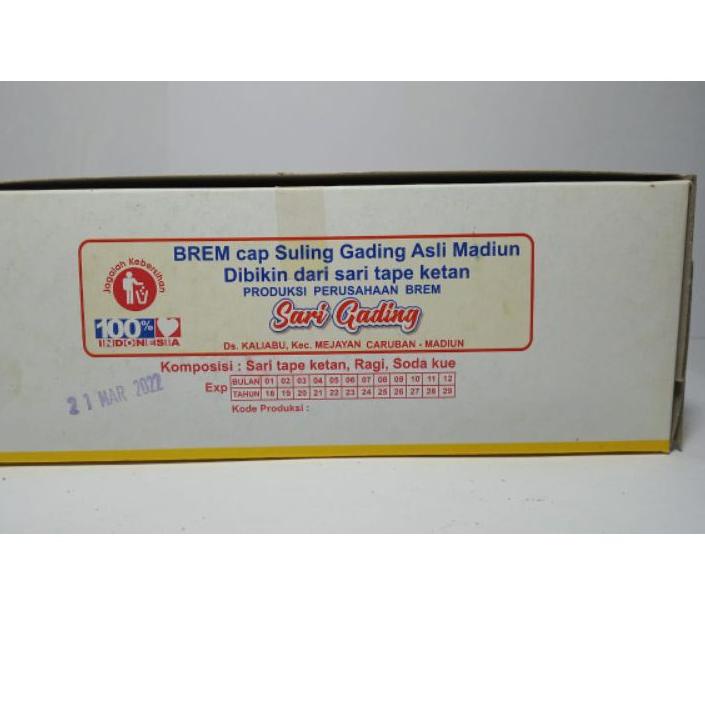 BREM cap Suling Gading Asli Madiun
Dibikin dari sari tape ketan
PRODUKSI PERUSAHAAN BREM
Sari Gading
Ds. KALIABU, Kec. MEJAYAN CARUBAN - MADIUN
Jagalah Kebersihan
100%
INDONESIA
Komposisi : Sari tape ketan, Ragi, Soda kue
Exp
BULAN 01 02 03 04 05 06 07 08 09 10 11 12
TAHUN 18 19 20 21 22 23 24 25 26 27 28 29
Kode Produksi :
21 MAR 2022